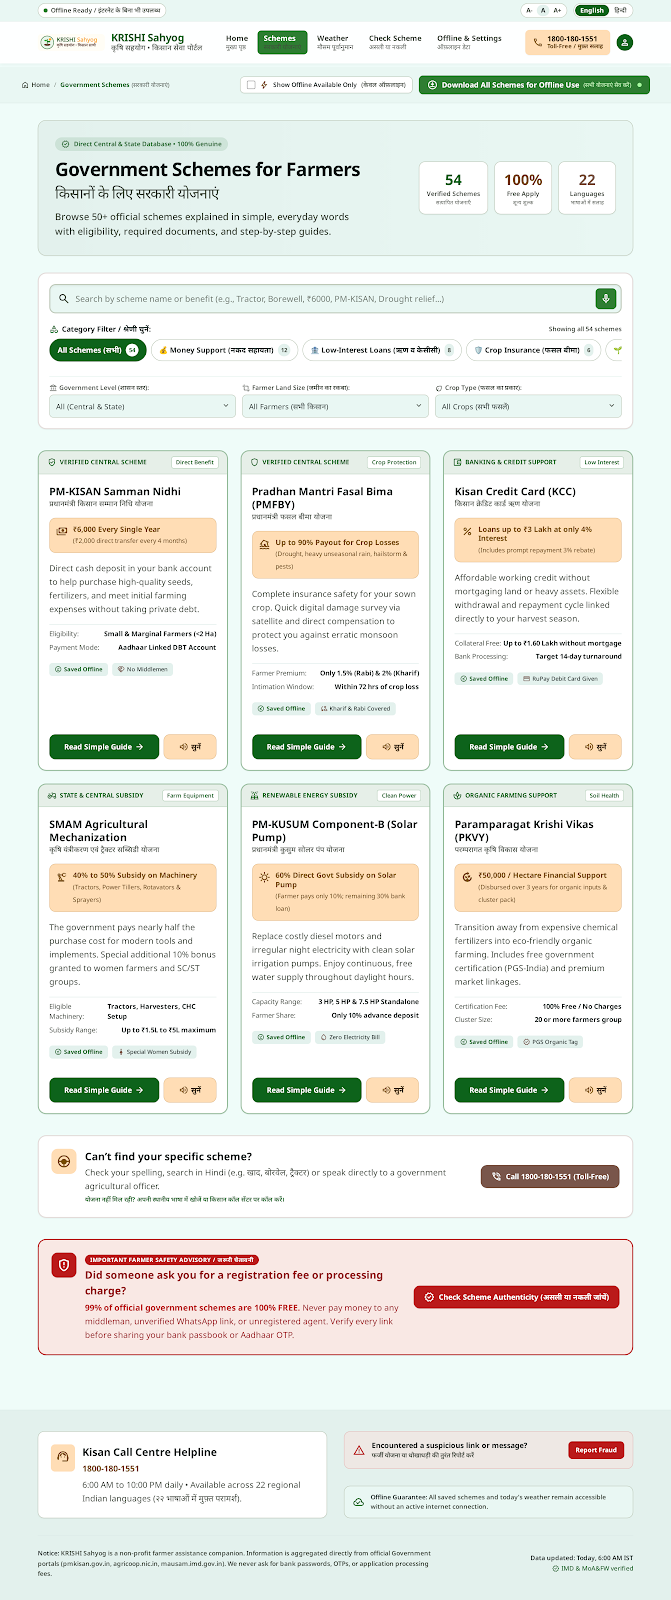 Offline Ready / इंटरनेट के बिना भी उपलब्ध
A- A A+ English हिन्दी
KRISHI Sahyog
KRISHI Sahyog
कृषि सहयोग • किसान सेवा पोर्टल
Home
मुख्य पृष्ठ
Schemes
Weather
मौसम पूर्वानुमान
Check Scheme
असली या नकली
Offline & Settings
ऑफ़लाइन डेटा
1800-180-1551
Toll-Free / मुफ़्त सलाह
Home / Government Schemes (सरकारी योजनाएं)
Show Offline Available Only (केवल ऑफ़लाइन)
Download All Schemes for Offline Use (सभी योजनाएं सेव करें)
Direct Central & State Database • 100% Genuine
Government Schemes for Farmers
किसानों के लिए सरकारी योजनाएं
Browse 50+ official schemes explained in simple, everyday words
with eligibility, required documents, and step-by-step guides.
54
Verified Schemes
सत्यापित योजनाएं
100%
Free Apply
शून्य शुल्क
22
Languages
भाषाओं में सलाह
Search by scheme name or benefit (e.g., Tractor, Borewell, ₹6000, PM-KISAN, Drought relief...)
Category Filter / श्रेणी चुनें:
Showing all 54 schemes
All Schemes (सभी) 54
Money Support (नकद सहायता) 12
Low-Interest Loans (ऋण व केसीसी) 8
Crop Insurance (फसल बीमा) 6
Government Level (शासन स्तर):
Farmer Land Size (जमीन का रकबा):
Crop Type (फसल का प्रकार):
All (Central & State)
All Farmers (सभी किसान)
All Crops (सभी फसलें)
VERIFIED CENTRAL SCHEME
Direct Benefit
PM-KISAN Samman Nidhi
प्रधानमंत्री किसान सम्मान निधि योजना
₹6,000 Every Single Year
(₹2,000 direct transfer every 4 months)
Direct cash deposit in your bank account
to help purchase high-quality seeds,
fertilizers, and meet initial farming
expenses without taking private debt.
Eligibility: Small & Marginal Farmers (<2 Ha)
Payment Mode: Aadhaar Linked DBT Account
Saved Offline No Middlemen
Read Simple Guide → सुनें
VERIFIED CENTRAL SCHEME
Crop Protection
Pradhan Mantri Fasal Bima
(PMFBY)
प्रधानमंत्री फसल बीमा योजना
Up to 90% Payout for Crop Losses
(Drought, heavy unseasonal rain, hailstorm &
pests)
Complete insurance safety for your sown
crop. Quick digital damage survey via
satellite and direct compensation to
protect you against erratic monsoon
losses.
Farmer Premium: Only 1.5% (Rabi) & 2% (Kharif)
Intimation Window: Within 72 hrs of crop loss
Saved Offline Kharif & Rabi Covered
Read Simple Guide → सुनें
BANKING & CREDIT SUPPORT
Low Interest
Kisan Credit Card (KCC)
किसान क्रेडिट कार्ड ऋण योजना
Loans up to ₹3 Lakh at only 4%
Interest
(Includes prompt repayment 3% rebate)
Affordable working credit without
mortgaging land or heavy assets. Flexible
withdrawal and repayment cycle linked
directly to your harvest season.
Collateral Free: Up to ₹1.60 Lakh without mortgage
Bank Processing: Target 14-day turnaround
Saved Offline RuPay Debit Card Given
Read Simple Guide → सुनें
STATE & CENTRAL SUBSIDY
Farm Equipment
SMAM Agricultural
Mechanization
कृषि यंत्रीकरण एवं ट्रैक्टर सब्सिडी योजना
40% to 50% Subsidy on Machinery
(Tractors, Power Tillers, Rotavators &
Sprayers)
The government pays nearly half the
purchase cost for modern tools and
implements. Special additional 10% bonus
granted to women farmers and SC/ST
groups.
Eligible Machinery: Tractors, Harvesters, CHC Setup
Subsidy Range: Up to ₹1.5L to ₹5L maximum
Saved Offline Special Women Subsidy
Read Simple Guide → सुनें
RENEWABLE ENERGY SUBSIDY
Clean Power
PM-KUSUM Component-B (Solar
Pump)
प्रधानमंत्री कुसुम सोलर पंप योजना
60% Direct Govt Subsidy on Solar
Pump
(Farmer pays only 10%; remaining 30% bank
loan)
Replace costly diesel motors and
irregular night electricity with clean solar
irrigation pumps. Enjoy continuous, free
water supply throughout daylight hours.
Capacity Range: 3 HP, 5 HP & 7.5 HP Standalone
Farmer Share: Only 10% advance deposit
Saved Offline Zero Electricity Bill
Read Simple Guide → सुनें
ORGANIC FARMING SUPPORT
Soil Health
Paramparagat Krishi Vikas
(PKVY)
परम्परागत कृषि विकास योजना
₹50,000 / Hectare Financial Support
(Disbursed over 3 years for organic inputs &
cluster pack)
Transition away from expensive chemical
fertilizers into eco-friendly organic
farming. Includes free government
certification (PGS-India) and premium
market linkages.
Certification Fee: 100% Free / No Charges
Cluster Size: 20 or more farmers group
Saved Offline PGS Organic Tag
Read Simple Guide → सुनें
Can't find your specific scheme?
Check your spelling, search in Hindi (e.g. खाद, बोरवेल, ट्रैक्टर) or speak directly to a government
agricultural officer.
योजना नहीं मिल रही? अपनी स्थानीय भाषा में खोजें या किसान कॉल सेंटर पर कॉल करें।
Call 1800-180-1551 (Toll-Free)
IMPORTANT FARMER SAFETY ADVISORY / ज़रूरी चेतावनी
Did someone ask you for a registration fee or processing
charge?
99% of official government schemes are 100% FREE. Never pay money to any
middleman, unverified WhatsApp link, or unregistered agent. Verify every link
before sharing your bank passbook or Aadhaar OTP.
Check Scheme Authenticity (असली या नकली जांचें)
Kisan Call Centre Helpline
1800-180-1551
6:00 AM to 10:00 PM daily • Available across 22 regional
Indian languages (२२ भाषाओं में मुफ़्त परामर्श).
Encountered a suspicious link or message?
फर्जी योजना या धोखाधड़ी की तुरंत रिपोर्ट करें
Report Fraud
Offline Guarantee: All saved schemes and today's weather remain accessible
without an active internet connection.
Notice: KRISHI Sahyog is a non-profit farmer assistance companion. Information is aggregated directly from official Government
portals (pmkisan.gov.in, agricoop.nic.in, mausam.imd.gov.in). We never ask for bank passwords, OTPs, or application processing
fees.
Data updated: Today, 6:00 AM IST
IMD & MoA&FW verified